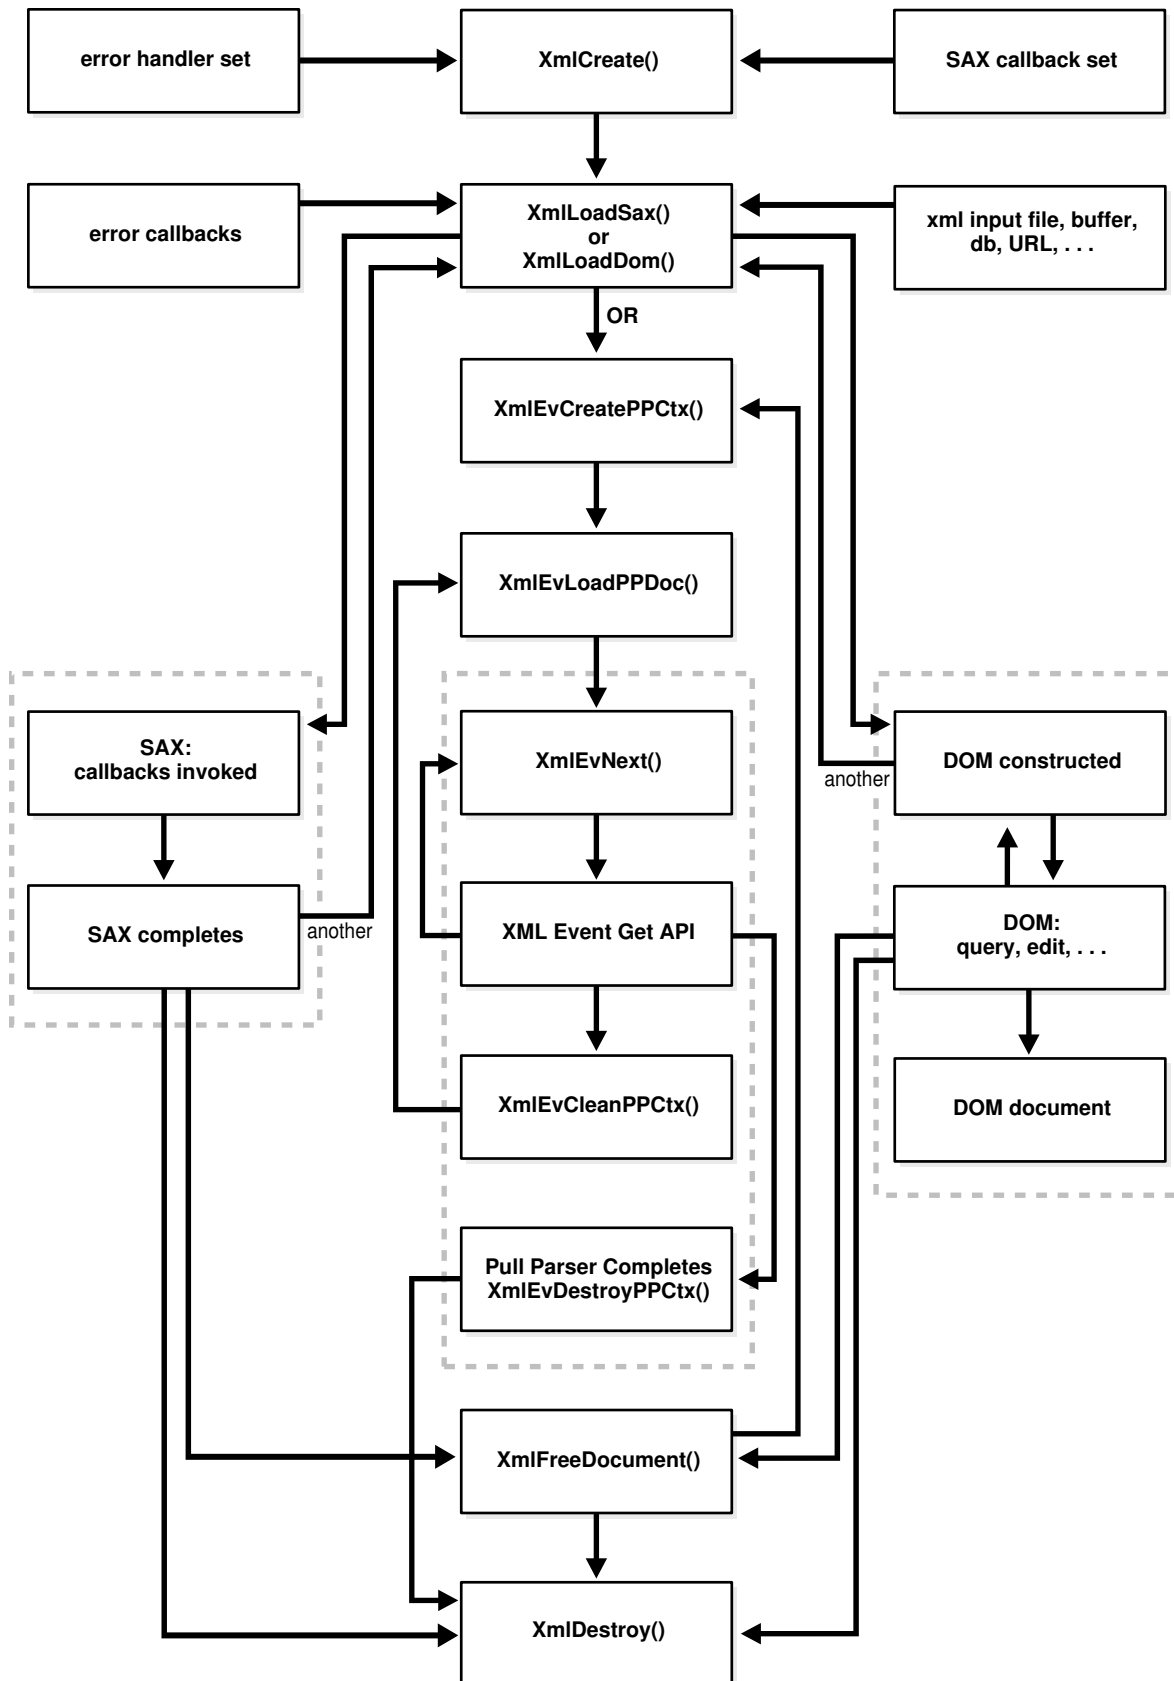 error handler set
XmlCreate()
SAX callback set
error callbacks
XmlLoadSax()
or
XmlLoadDom()
xml input file, buffer,
db, URL, . . .
OR
XmlEvCreatePPCtx()
XmlEvLoadPPDoc()
SAX:
callbacks invoked
XmlEvNext()
another
DOM constructed
SAX completes
another
XML Event Get API
DOM:
query, edit, . . .
XmlEvCleanPPCtx()
DOM document
Pull Parser Completes
XmlEvDestroyPPCtx()
XmlFreeDocument()
XmlDestroy()